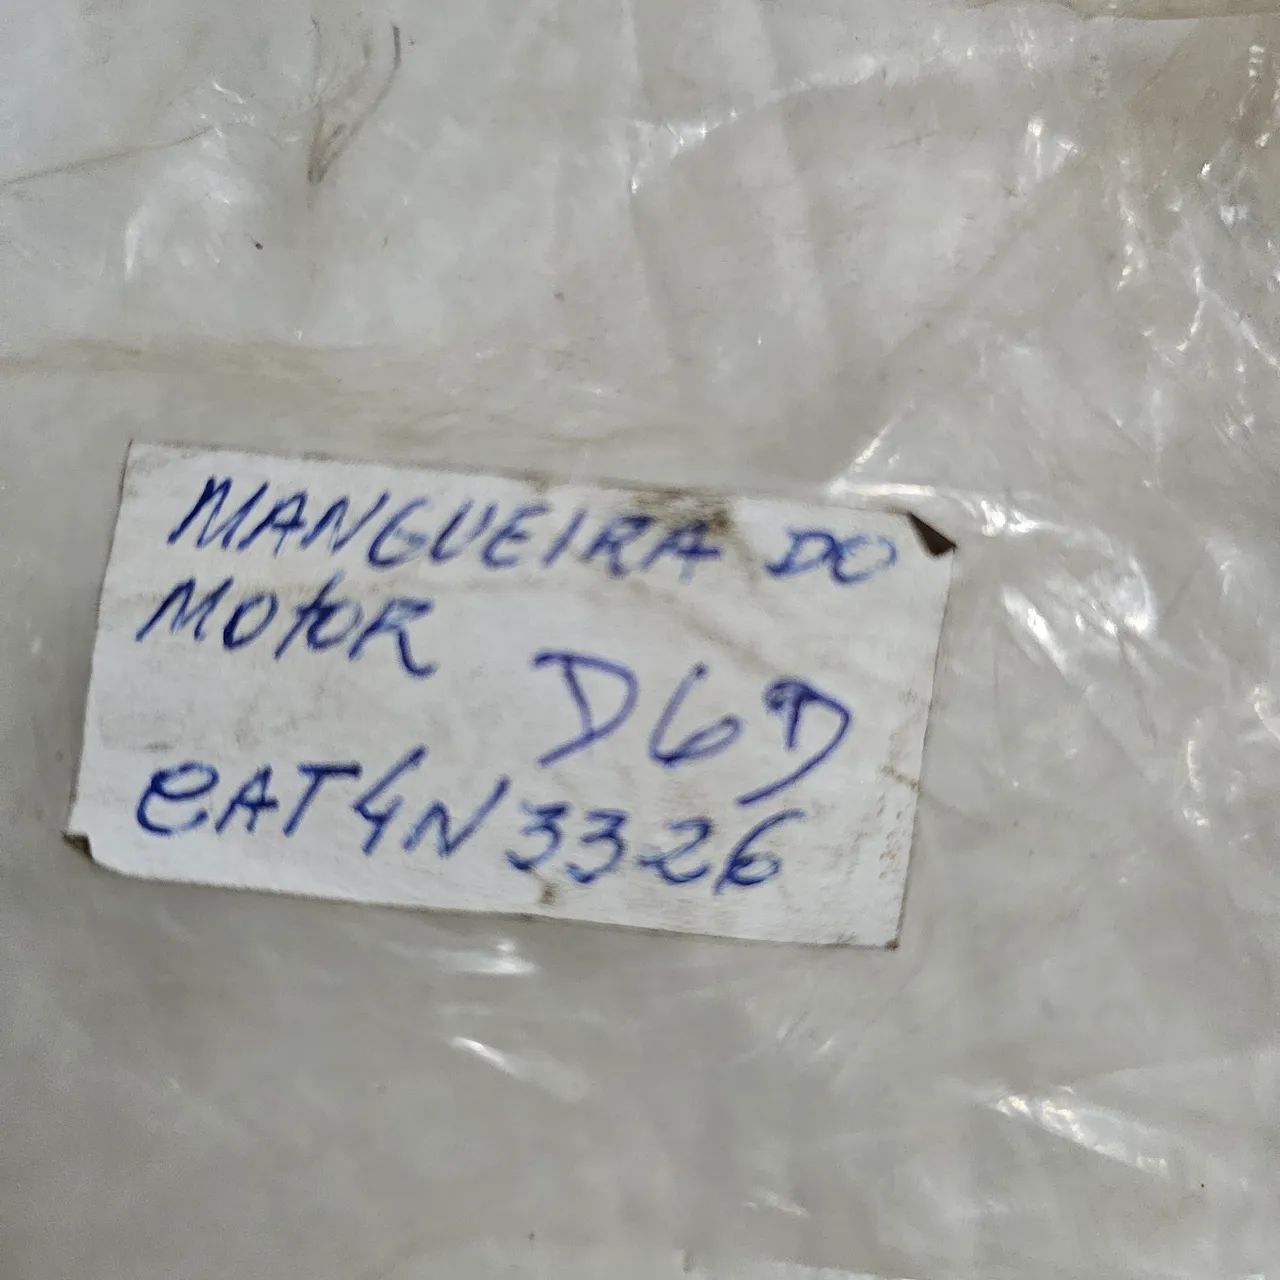 MANGUEIRA DO
MOtOR
D6D
CAT4N3326